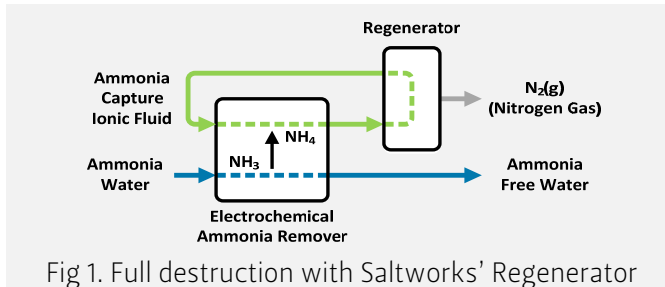 Regenerator
Ammonia
Capture
Ionic Fluid
N₂(g)
(Nitrogen Gas)
NH₄
NH₃
Ammonia
Water
Ammonia
Free Water
Electrochemical
Ammonia Remover
Fig 1. Full destruction with Saltworks’ Regenerator